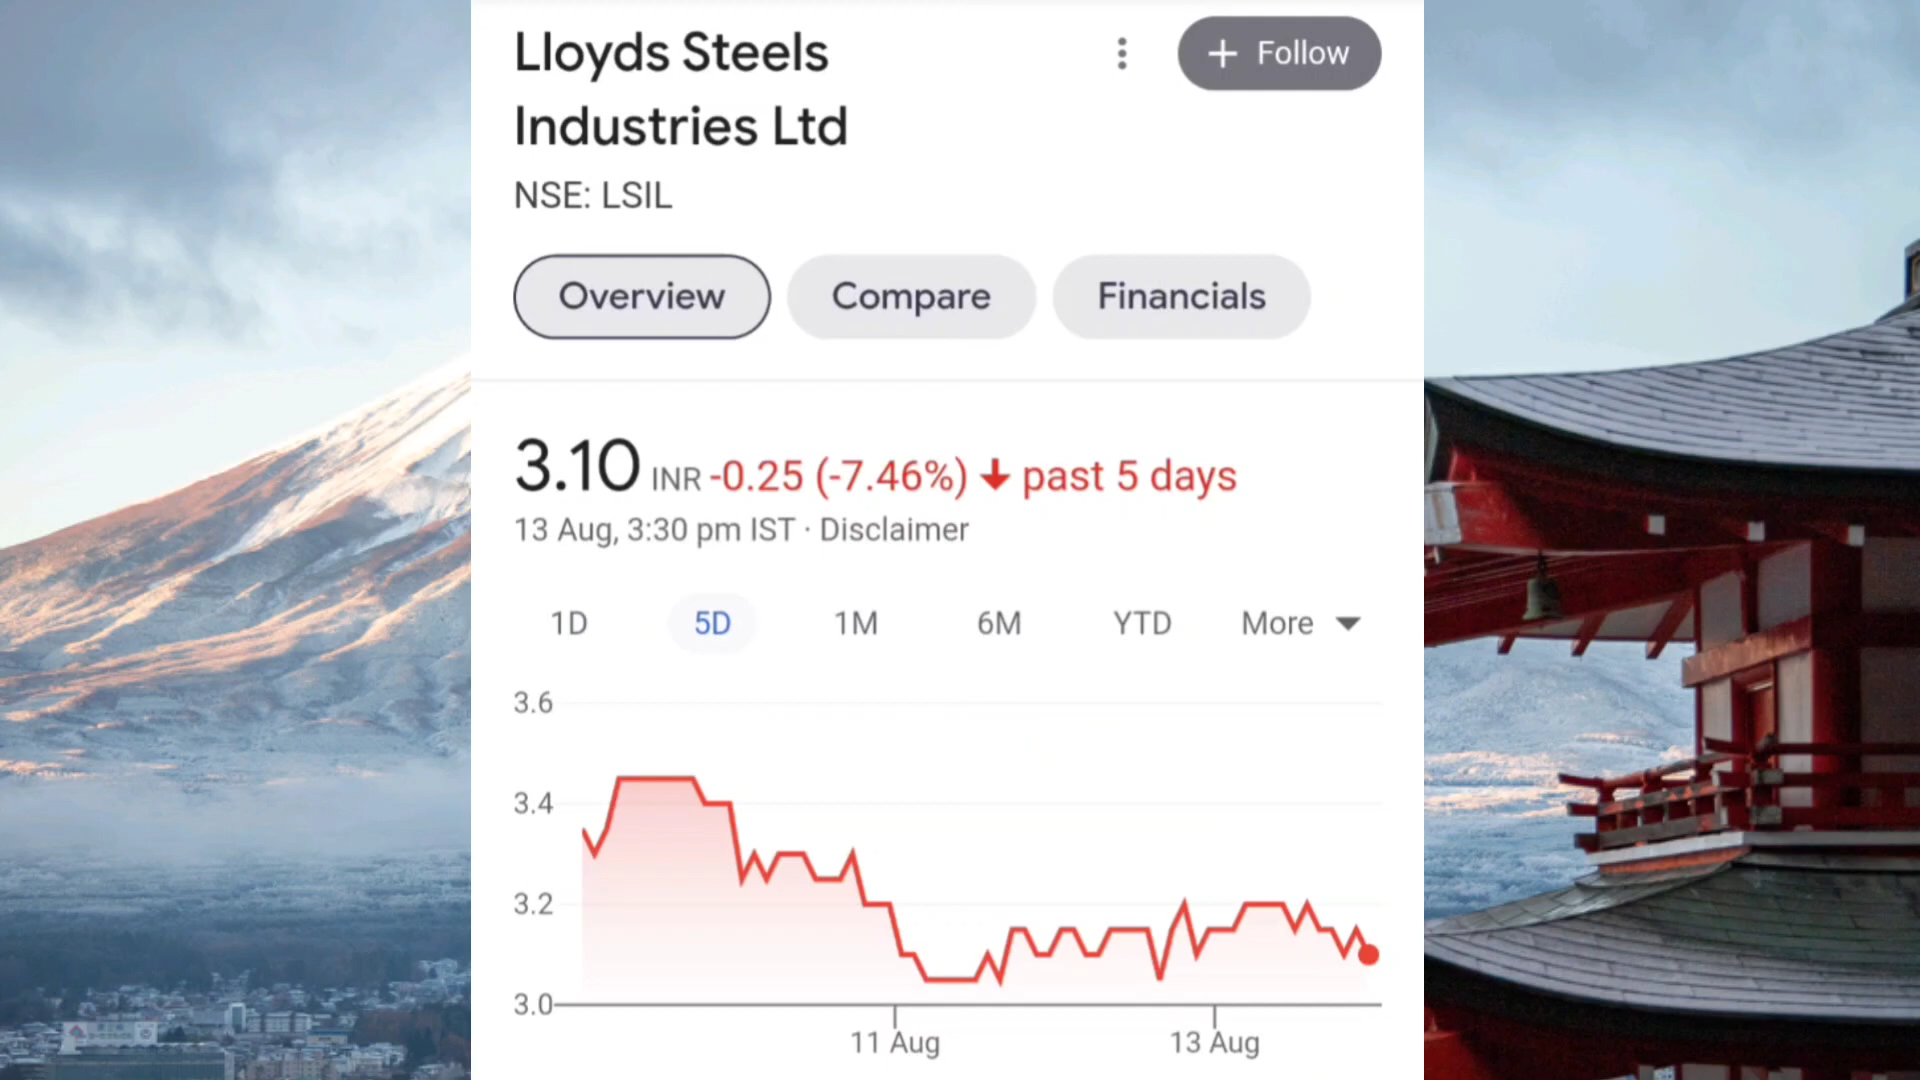 Lloyds Steels
Industries Ltd
+ Follow
NSE: LSIL
Overview
Compare
Financials
3.10 INR -0.25 (-7.46%) ↓ past 5 days
13 Aug, 3:30 pm IST · Disclaimer
1D 5D 1M 6M YTD More
3.6
3.4
3.2
3.0
11 Aug 13 Aug